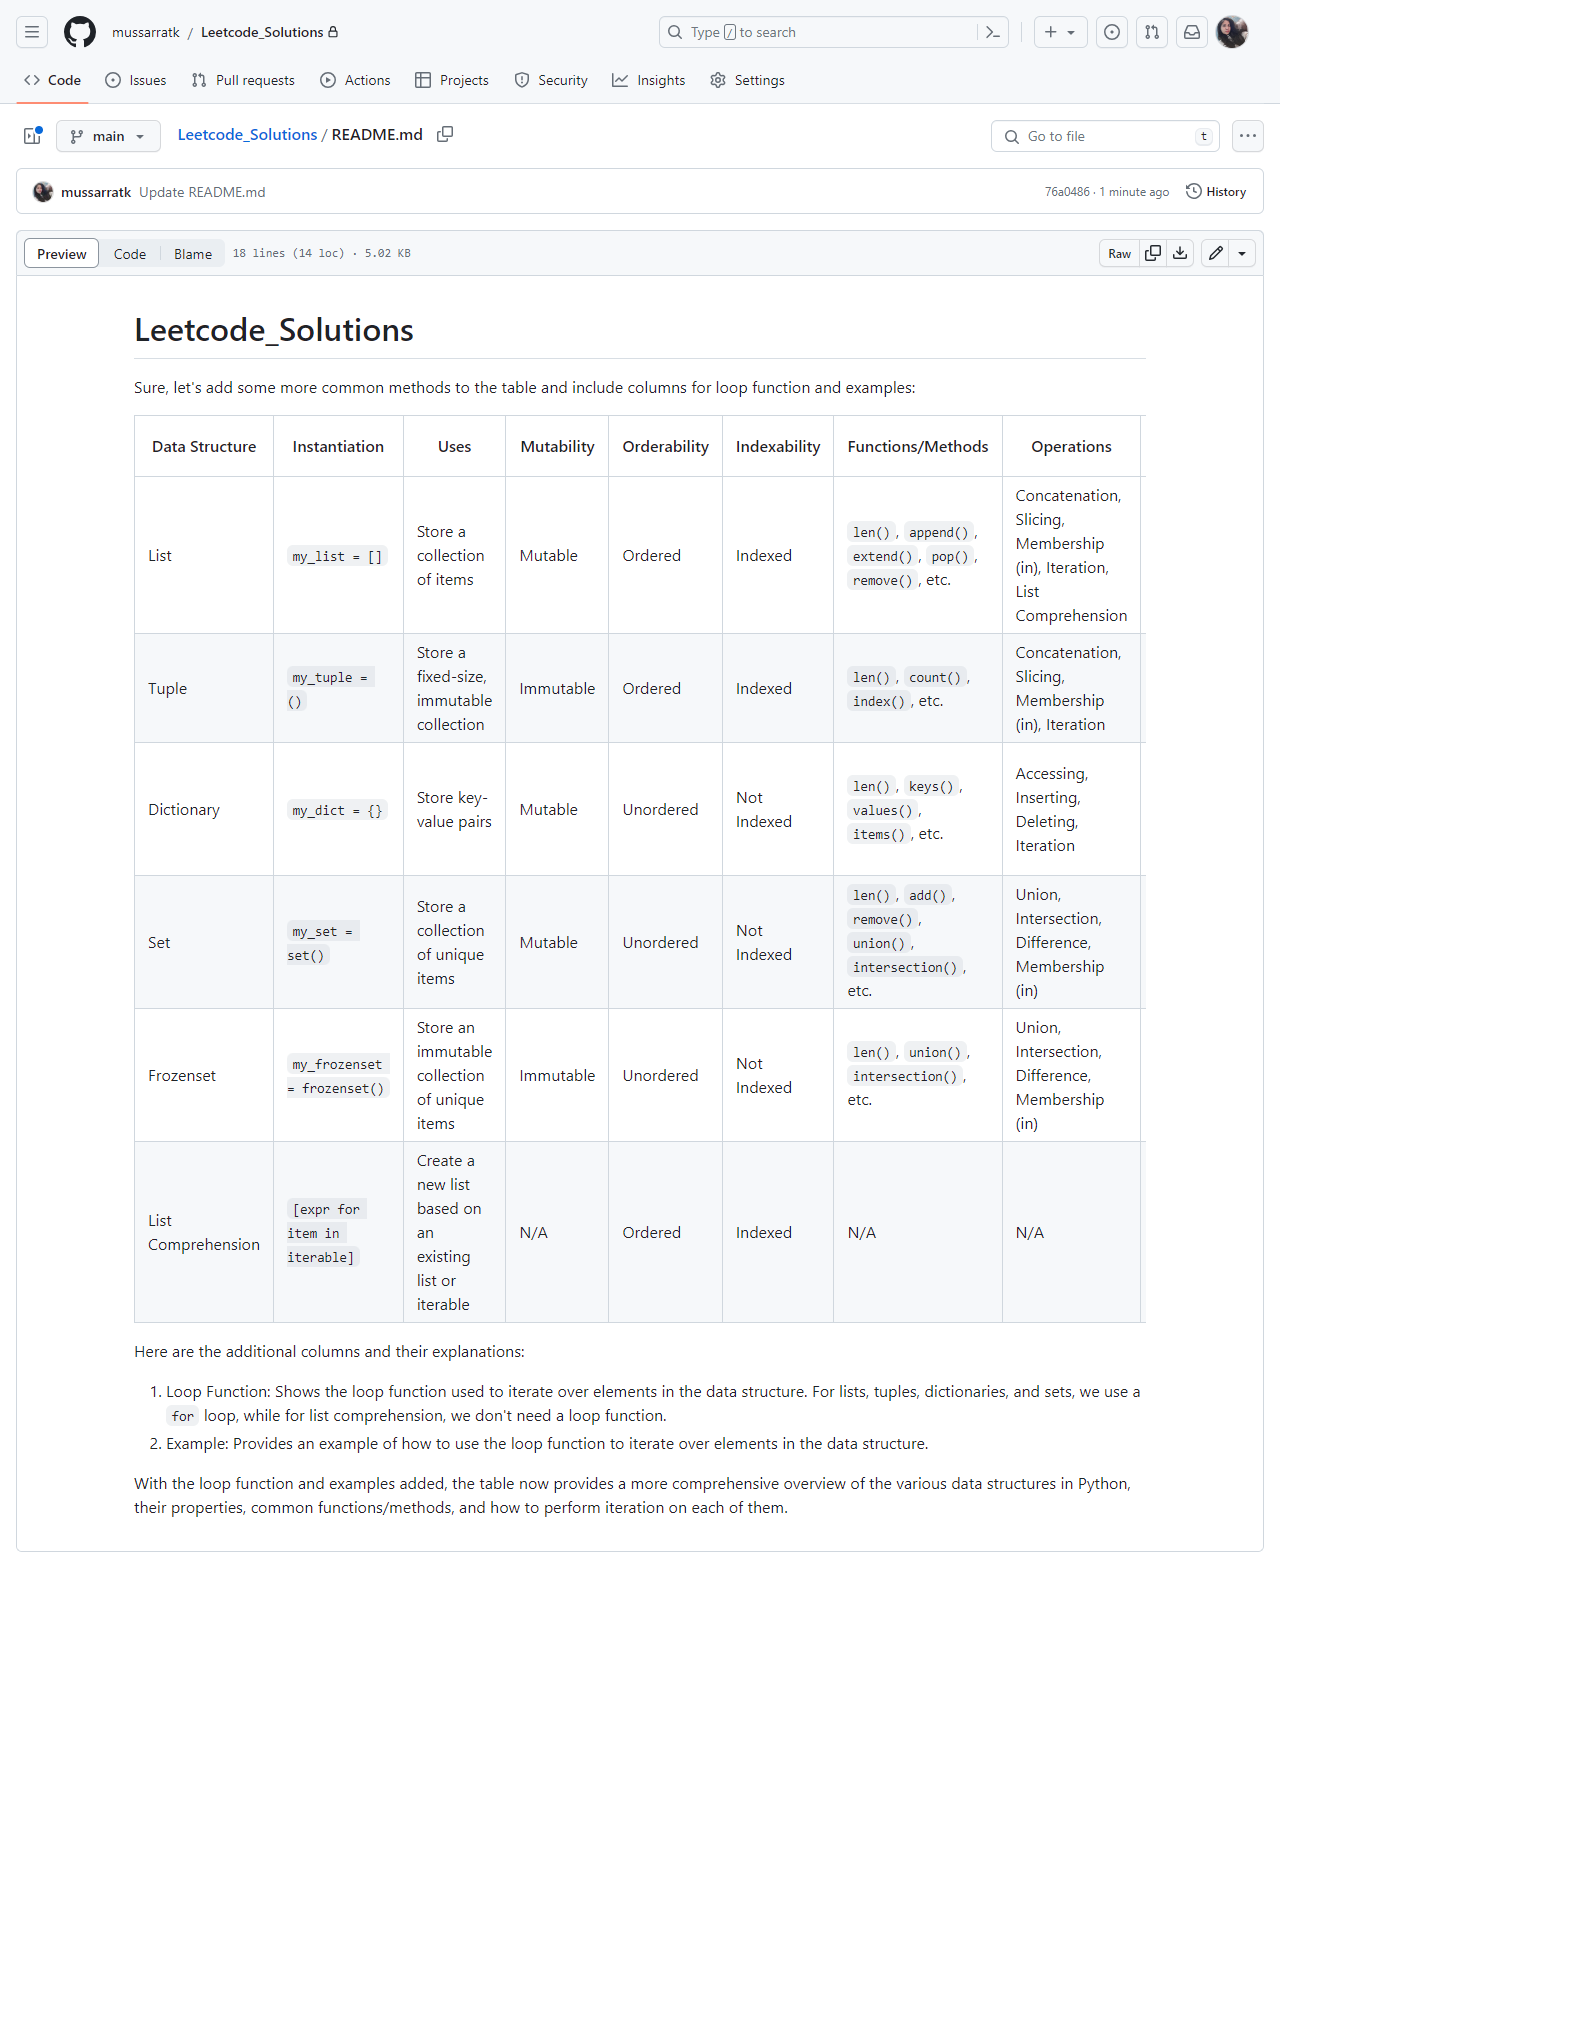 mussarratk / Leetcode_Solutions
Type / to search
Code Issues Pull requests Actions Projects Security Insights Settings
main Leetcode_Solutions / README.md Go to file t
mussarratk Update README.md 76a0486 · 1 minute ago History
Preview Code Blame 18 lines (14 loc) · 5.02 KB Raw
Leetcode_Solutions
Sure, let's add some more common methods to the table and include columns for loop function and examples:
Data Structure Instantiation Uses Mutability Orderability Indexability Functions/Methods Operations
List
my_list = []
Store a
collection
of items
Mutable
Ordered
Indexed
len(), append(),
extend(), pop(),
remove(), etc.
Concatenation,
Slicing,
Membership
(in), Iteration,
List
Comprehension
Tuple
my_tuple =
()
Store a
fixed-size,
immutable
collection
Immutable
Ordered
Indexed
len(), count(),
index(), etc.
Concatenation,
Slicing,
Membership
(in), Iteration
Dictionary
my_dict = {}
Store key-
value pairs
Mutable
Unordered
Not
Indexed
len(), keys(),
values(),
items(), etc.
Accessing,
Inserting,
Deleting,
Iteration
Set
my_set =
set()
Store a
collection
of unique
items
Mutable
Unordered
Not
Indexed
len(), add(),
remove(),
union(),
intersection(),
etc.
Union,
Intersection,
Difference,
Membership
(in)
Frozenset
my_frozenset
= frozenset()
Store an
immutable
collection
of unique
items
Immutable
Unordered
Not
Indexed
len(), union(),
intersection(),
etc.
Union,
Intersection,
Difference,
Membership
(in)
List
Comprehension
[expr for
item in
iterable]
Create a
new list
based on
an
existing
list or
iterable
N/A
Ordered
Indexed
N/A
N/A
Here are the additional columns and their explanations:
1. Loop Function: Shows the loop function used to iterate over elements in the data structure. For lists, tuples, dictionaries, and sets, we use a
for loop, while for list comprehension, we don't need a loop function.
2. Example: Provides an example of how to use the loop function to iterate over elements in the data structure.
With the loop function and examples added, the table now provides a more comprehensive overview of the various data structures in Python,
their properties, common functions/methods, and how to perform iteration on each of them.